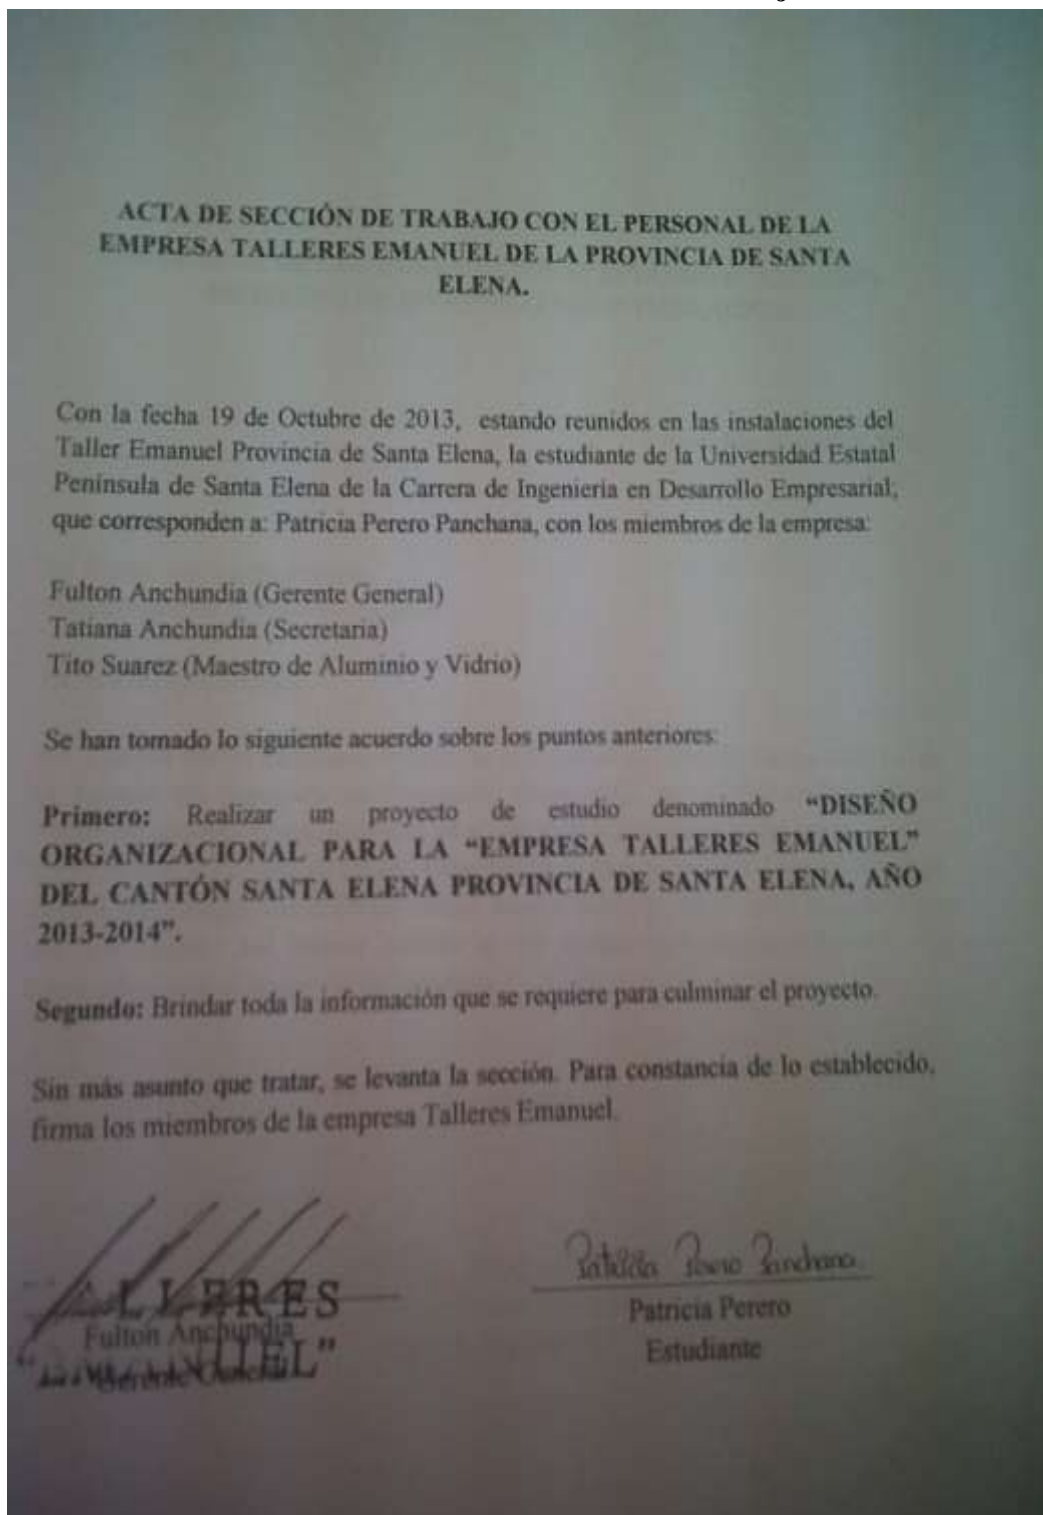 ACTA DE SECCIÓN DE TRABAJO CON EL PERSONAL DE LA
EMPRESA TALLERES EMANUEL DE LA PROVINCIA DE SANTA
ELENA.
Con la fecha 19 de Octubre de 2013, estando reunidos en las instalaciones del
Taller Emanuel Provincia de Santa Elena, la estudiante de la Universidad Estatal
Península de Santa Elena de la Carrera de Ingeniería en Desarrollo Empresarial,
que corresponden a: Patricia Perero Panchana, con los miembros de la empresa:
Fulton Anchundia (Gerente General)
Tatiana Anchundia (Secretaria)
Tito Suarez (Maestro de Aluminio y Vidrio)
Se han tomado lo siguiente acuerdo sobre los puntos anteriores:
Primero: Realizar un proyecto de estudio denominado “DISEÑO
ORGANIZACIONAL PARA LA “EMPRESA TALLERES EMANUEL”
DEL CANTÓN SANTA ELENA PROVINCIA DE SANTA ELENA, AÑO
2013-2014”.
Segundo: Brindar toda la información que se requiere para culminar el proyecto.
Sin más asunto que tratar, se levanta la sección. Para constancia de lo establecido,
firma los miembros de la empresa Talleres Emanuel.
Patricia Perero Panchana
Fulton Anchundia
Gerente General
Patricia Perero
Estudiante